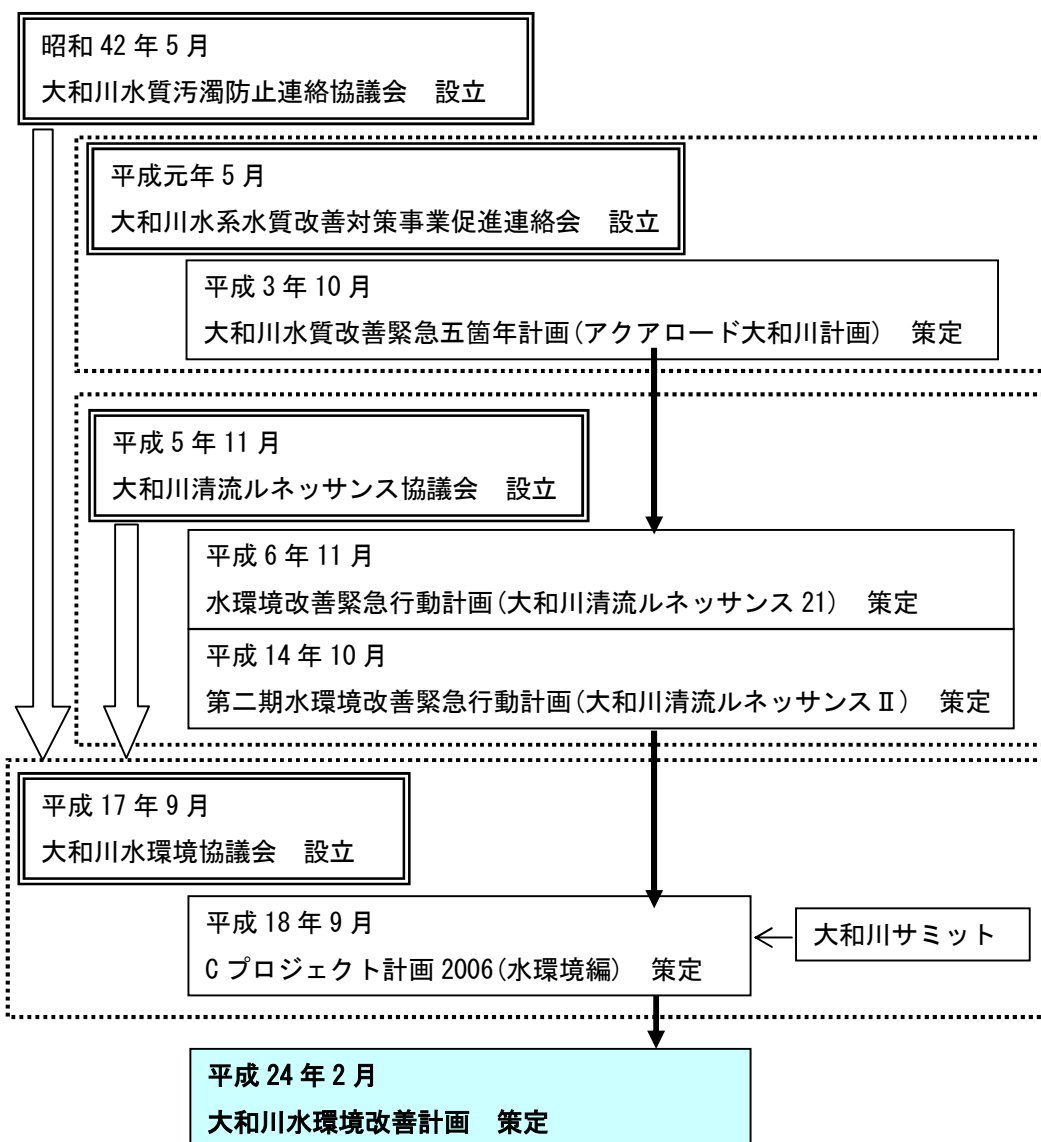 昭和 42 年 5 月
大和川水質汚濁防止連絡協議会　設立
平成元年 5 月
大和川水系水質改善対策事業促進連絡会　設立
平成 3 年 10 月
大和川水質改善緊急五箇年計画(アクアロード大和川計画)　策定
平成 5 年 11 月
大和川清流ルネッサンス協議会　設立
平成 6 年 11 月
水環境改善緊急行動計画(大和川清流ルネッサンス 21)　策定
平成 14 年 10 月
第二期水環境改善緊急行動計画(大和川清流ルネッサンスⅡ)　策定
平成 17 年 9 月
大和川水環境協議会　設立
平成 18 年 9 月
C プロジェクト計画 2006(水環境編)　策定
大和川サミット
平成 24 年 2 月
大和川水環境改善計画　策定